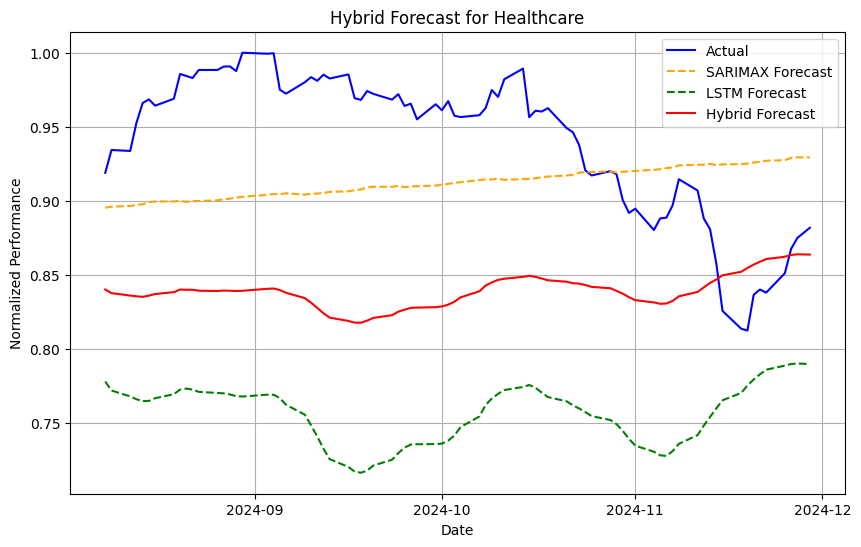 Hybrid Forecast for Healthcare
Actual
SARIMAX Forecast
LSTM Forecast
Hybrid Forecast
Normalized Performance
1.00
0.95
0.90
0.85
0.80
0.75
2024-09
2024-10
2024-11
2024-12
Date